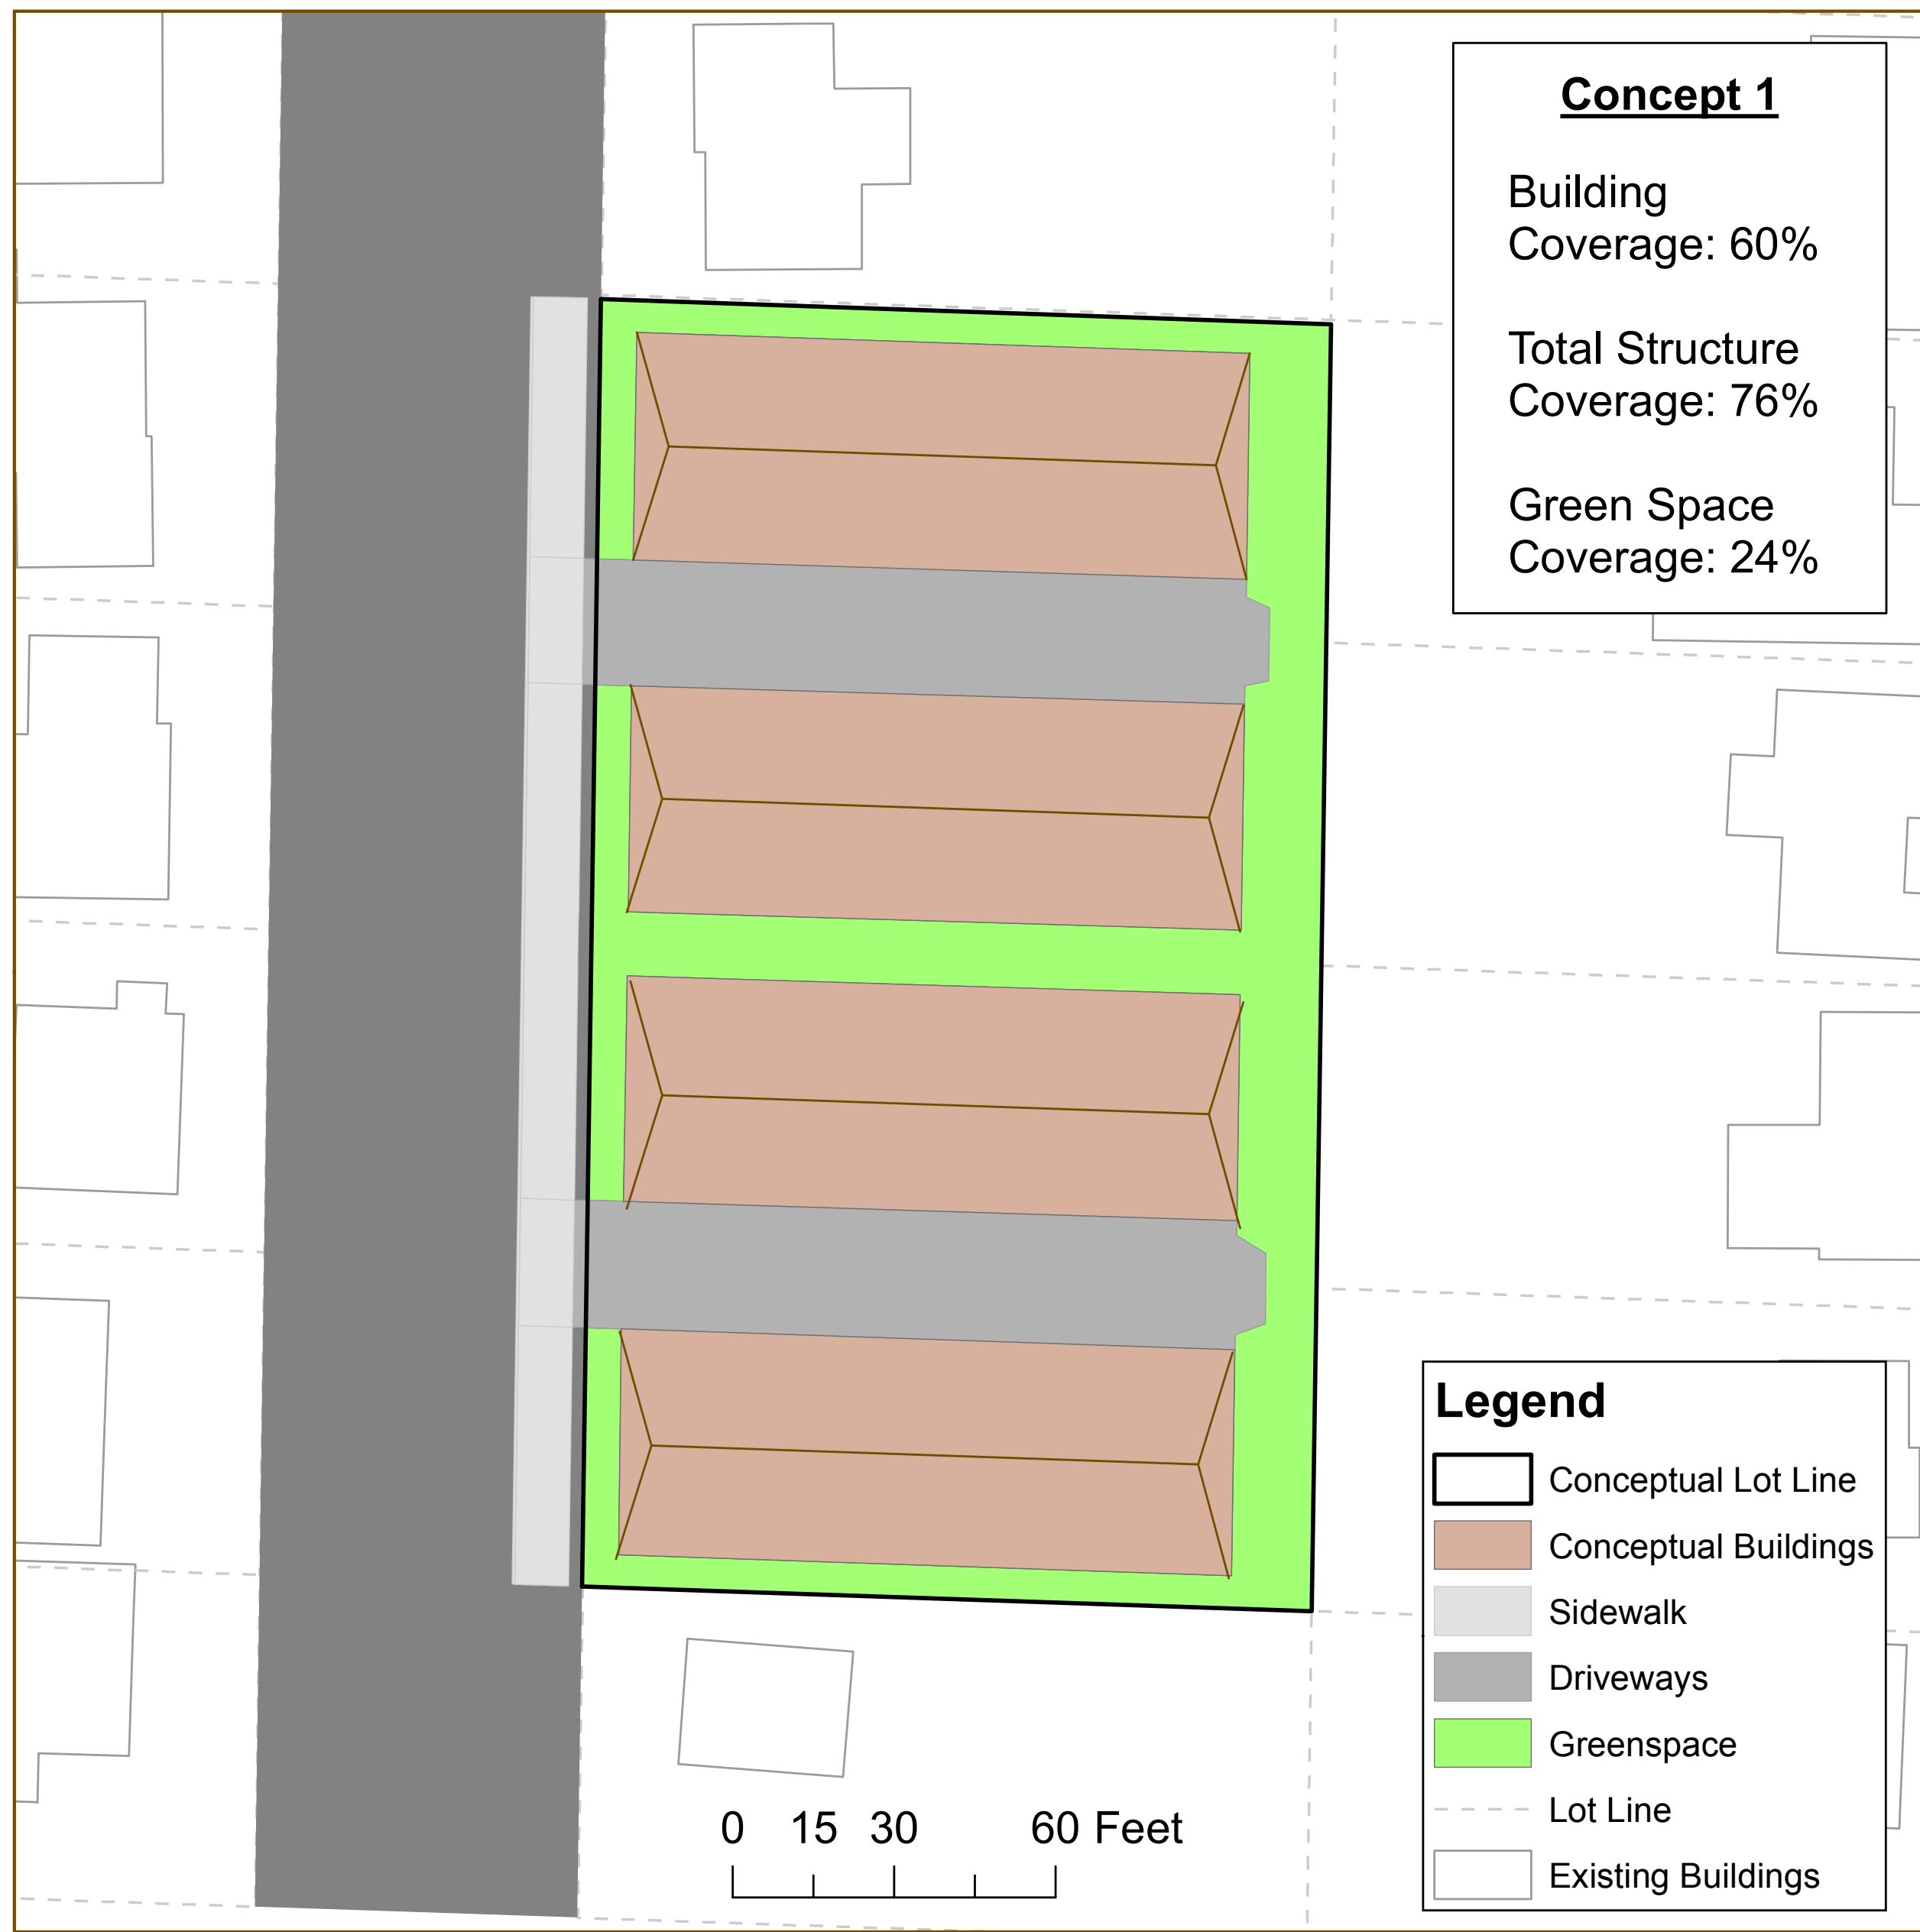 Concept 1
Building
Coverage: 60%
Total Structure
Coverage: 76%
Green Space
Coverage: 24%
Legend
Conceptual Lot Line
Conceptual Buildings
Sidewalk
Driveways
Greenspace
Lot Line
Existing Buildings
0 15 30 60 Feet